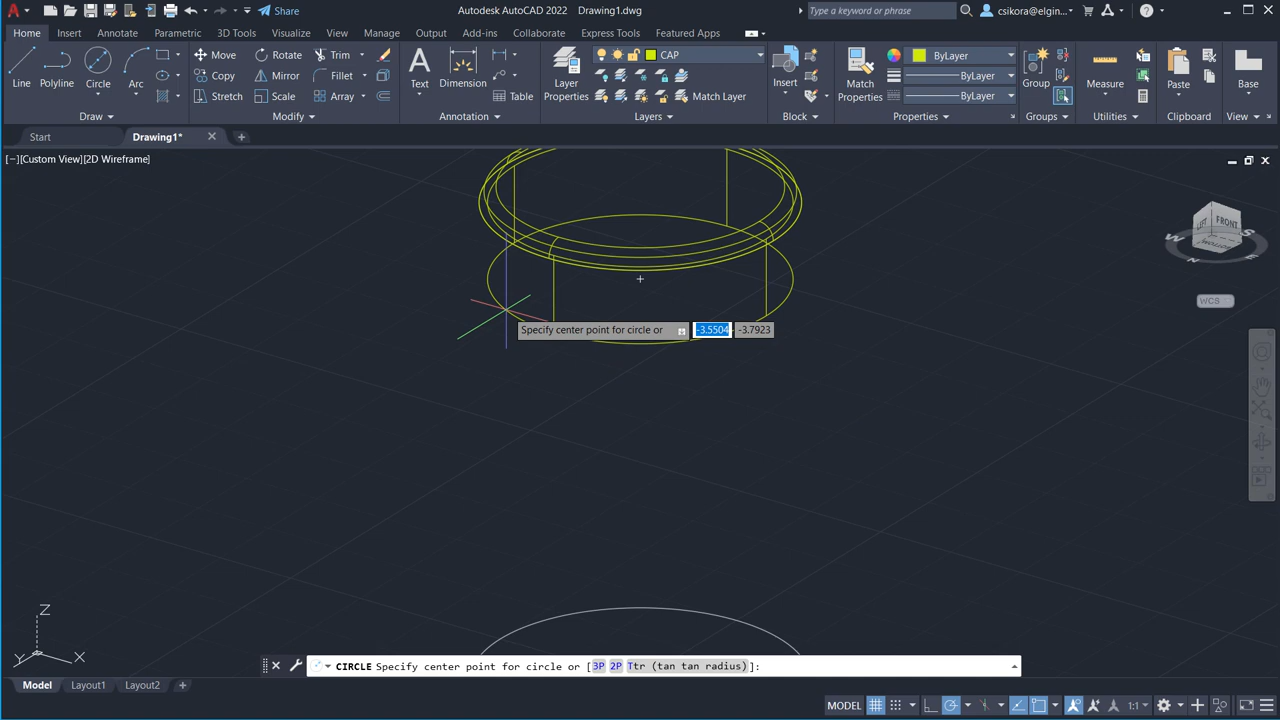 Share
Autodesk AutoCAD 2022 Drawing1.dwg
Type a keyword or phrase
csikora@elgin...
Home Insert Annotate Parametric 3D Tools Visualize View Manage Output Add-ins Collaborate Express Tools Featured Apps
Line
Polyline
Circle
Arc
Move
Rotate
Trim
Copy
Mirror
Fillet
Stretch
Scale
Array
Text
Dimension
Table
Layer
Properties
CAP
Match Layer
Insert
Match
Properties
ByLayer
ByLayer
ByLayer
Group
Measure
Paste
Base
Draw
Modify
Annotation
Layers
Block
Properties
Groups
Utilities
Clipboard
View
Start
Drawing1*
[−][Custom View][2D Wireframe]
LEFT FRONT
BOTTOM
W S
N E
WCS
Specify center point for circle or -3.5504 -3.7923
Z
Y X
CIRCLE Specify center point for circle or [3P 2P Ttr (tan tan radius)]:
Model Layout1 Layout2
MODEL
1:1